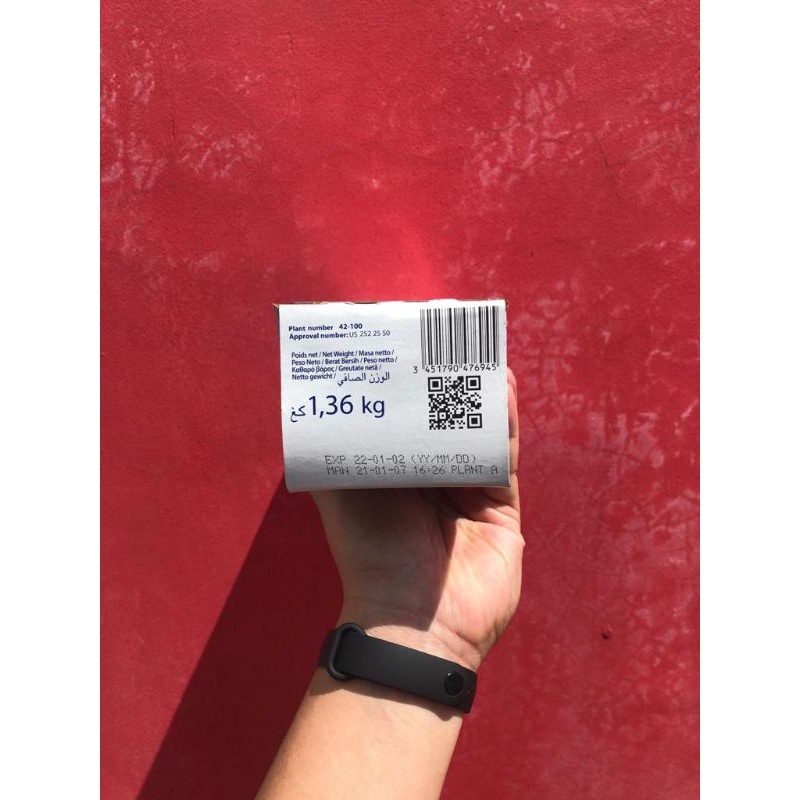 Plant number 42-100
Approval number: US 252 25 50
Poids net / Net Weight / Masa netto /
Peso Neto / Berat Bersih / Peso netto /
Καθαρό βάρος / Greutate netă /
Netto gewicht / الوزن الصافي
1,36 kg كغ
3 451790 476945
EXP 22-01-02 (YY/MM/DD)
MAN 21-01-07 16:26 PLANT A